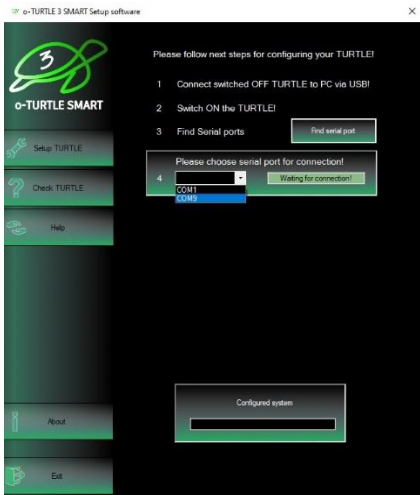 o-TURTLE 3 SMART Setup software
3
o-TURTLE SMART
Setup TURTLE
Check TURTLE
Help
About
Exit
Please follow next steps for configuring your TURTLE!
1 Connect switched OFF TURTLE to PC via USB!
2 Switch ON the TURTLE!
3 Find Serial ports
Find serial port
Please choose serial port for connection!
4
Waiting for connection!
COM1
COM9
Configured system